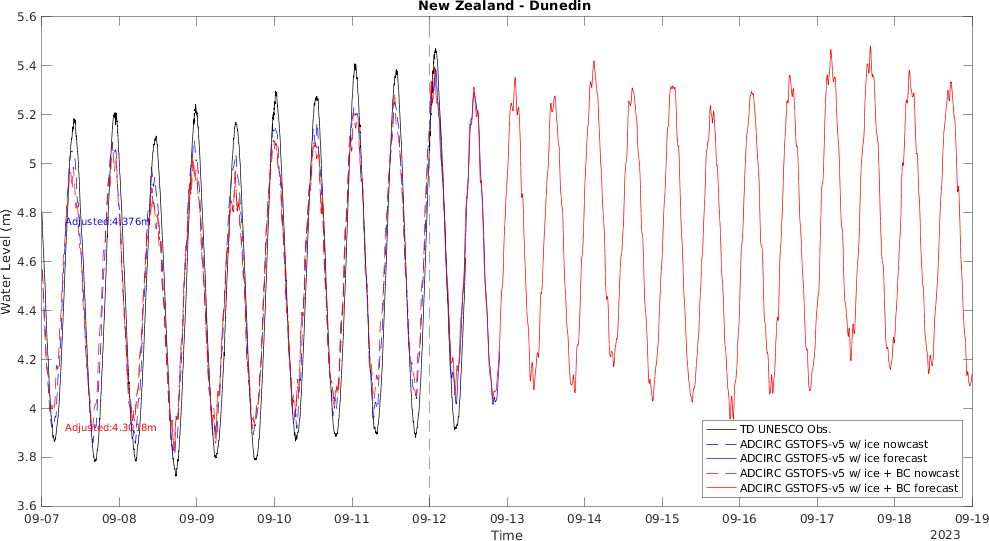 New Zealand - Dunedin
5.6
5.4
5.2
5
4.8
4.6
4.4
4.2
4
3.8
3.6
Water Level (m)
Adjusted:4.376m
Adjusted:4.3018m
TD UNESCO Obs.
ADCIRC GSTOFS-v5 w/ ice nowcast
ADCIRC GSTOFS-v5 w/ ice forecast
ADCIRC GSTOFS-v5 w/ ice + BC nowcast
ADCIRC GSTOFS-v5 w/ ice + BC forecast
09-07 09-08 09-09 09-10 09-11 09-12 09-13 09-14 09-15 09-16 09-17 09-18 09-19
Time 2023